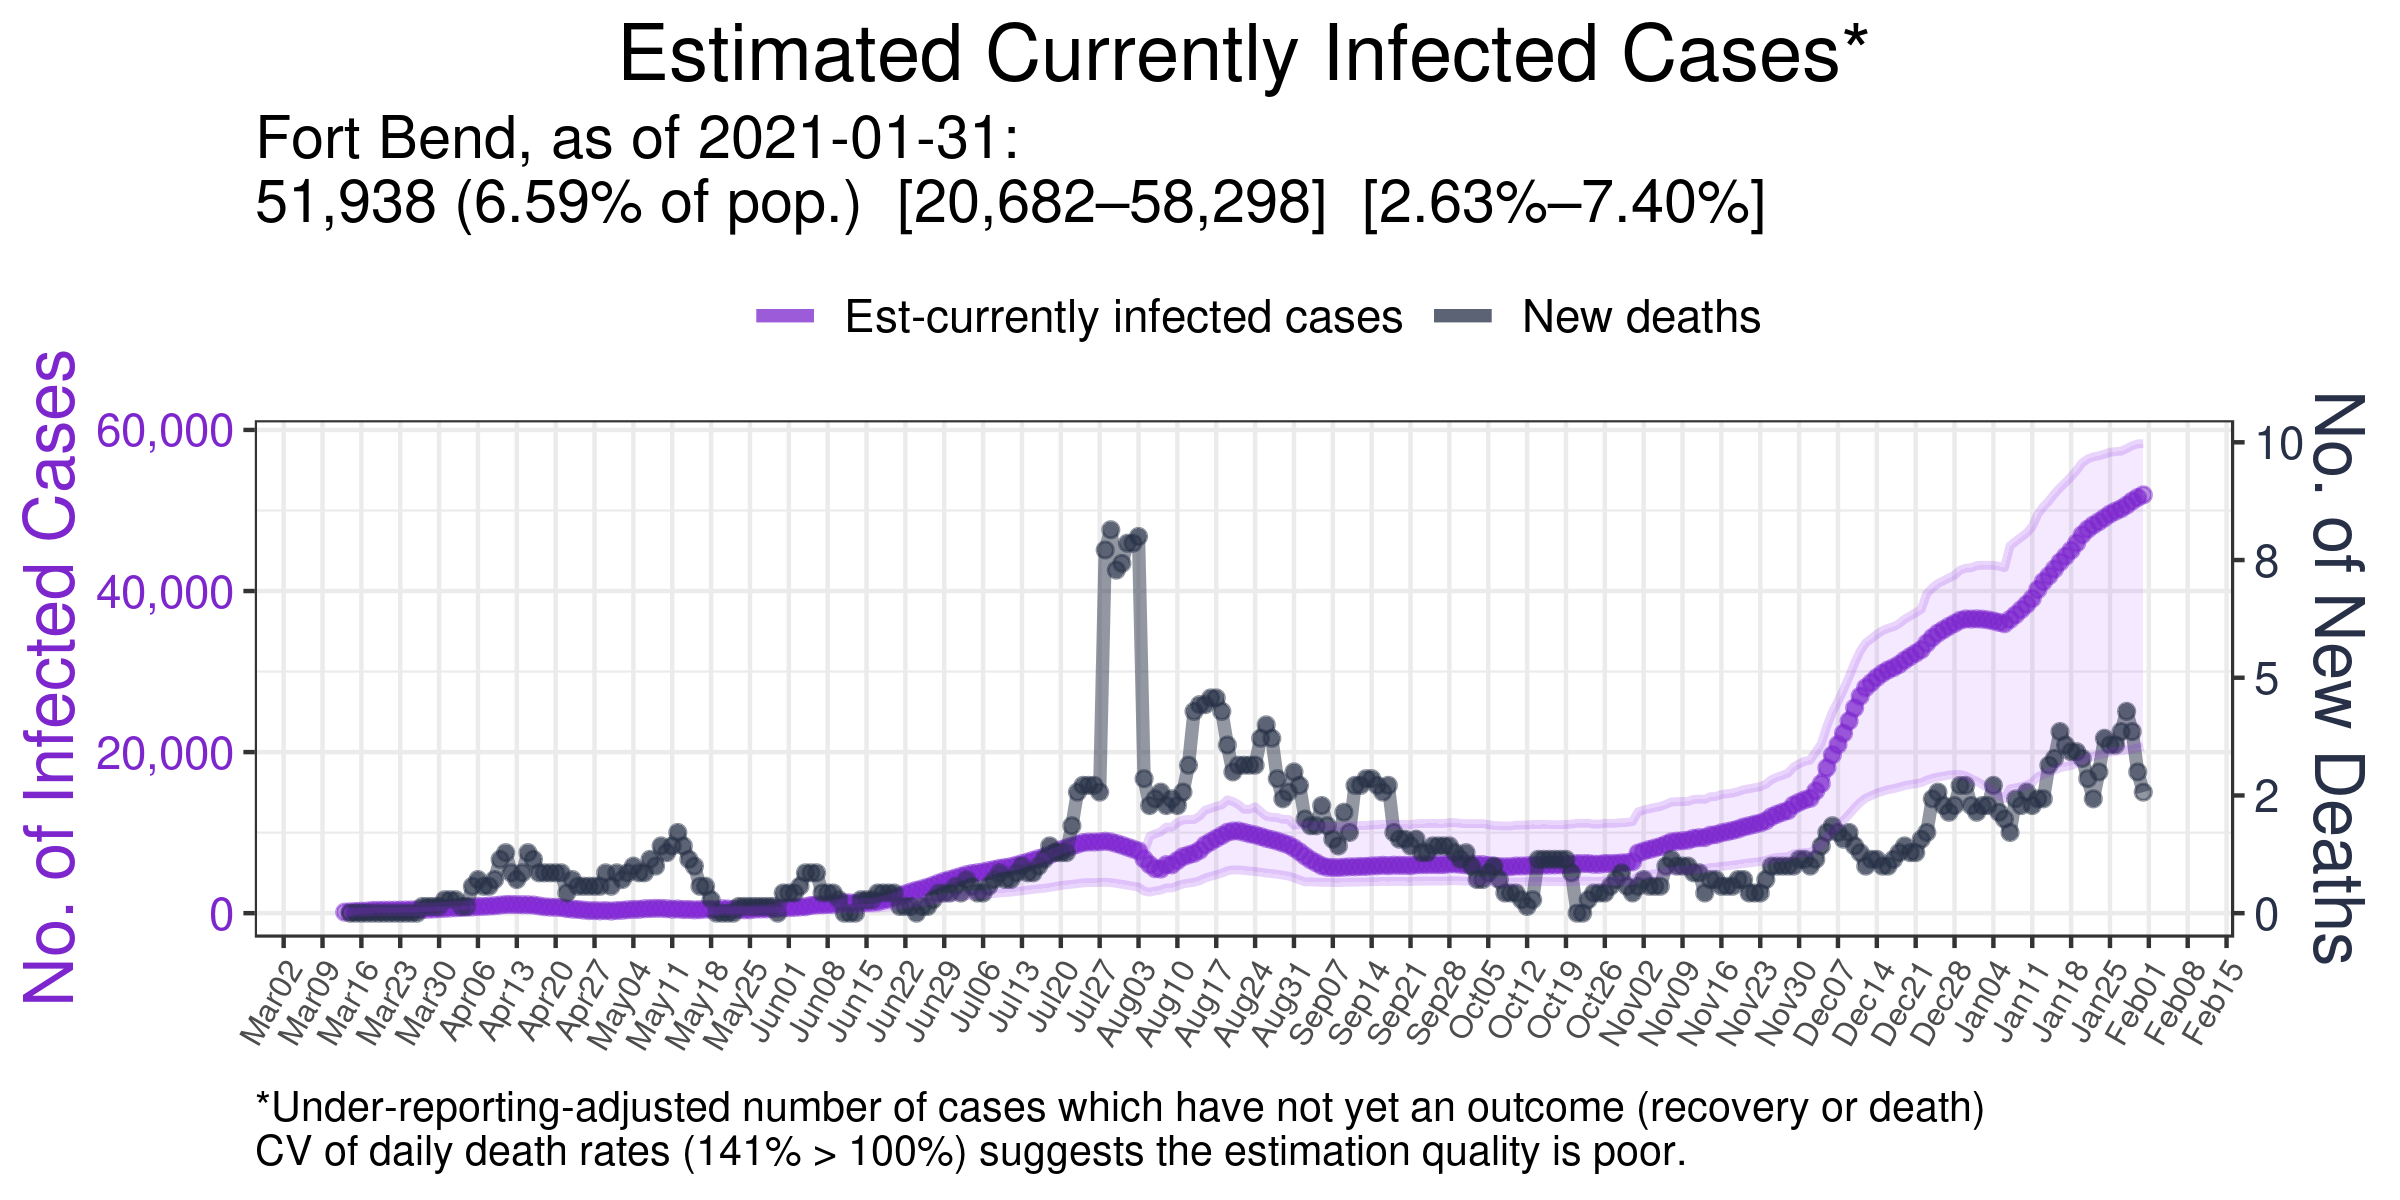 Estimated Currently Infected Cases*
Fort Bend, as of 2021-01-31:
51,938 (6.59% of pop.)  [20,682–58,298]  [2.63%–7.40%]
Est-currently infected cases
New deaths
No. of Infected Cases
60,000
40,000
20,000
0
10
8
5
2
0
No. of New Deaths
Mar02
Mar09
Mar16
Mar23
Mar30
Apr06
Apr13
Apr20
Apr27
May04
May11
May18
May25
Jun01
Jun08
Jun15
Jun22
Jun29
Jul06
Jul13
Jul20
Jul27
Aug03
Aug10
Aug17
Aug24
Aug31
Sep07
Sep14
Sep21
Sep28
Oct05
Oct12
Oct19
Oct26
Nov02
Nov09
Nov16
Nov23
Nov30
Dec07
Dec14
Dec21
Dec28
Jan04
Jan11
Jan18
Jan25
Feb01
Feb08
Feb15
*Under-reporting-adjusted number of cases which have not yet an outcome (recovery or death)
CV of daily death rates (141% > 100%) suggests the estimation quality is poor.